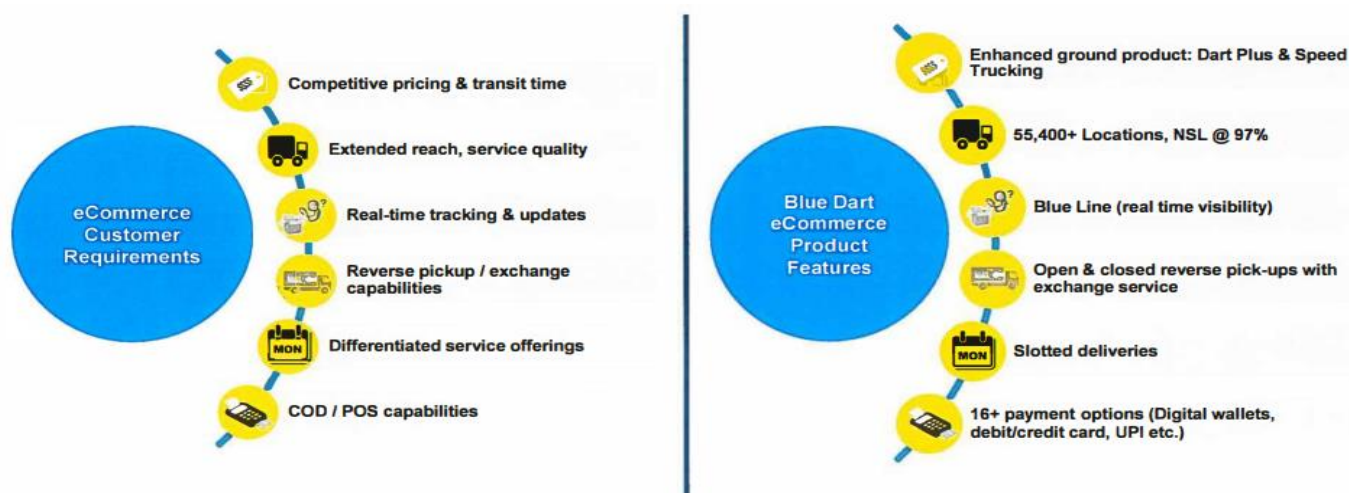 eCommerce
Customer
Requirements
Competitive pricing & transit time
Extended reach, service quality
Real-time tracking & updates
Reverse pickup / exchange
capabilities
MON
Differentiated service offerings
COD / POS capabilities
Blue Dart
eCommerce
Product
Features
Enhanced ground product: Dart Plus & Speed
Trucking
55,400+ Locations, NSL @ 97%
Blue Line (real time visibility)
Open & closed reverse pick-ups with
exchange service
MON
Slotted deliveries
16+ payment options (Digital wallets,
debit/credit card, UPI etc.)